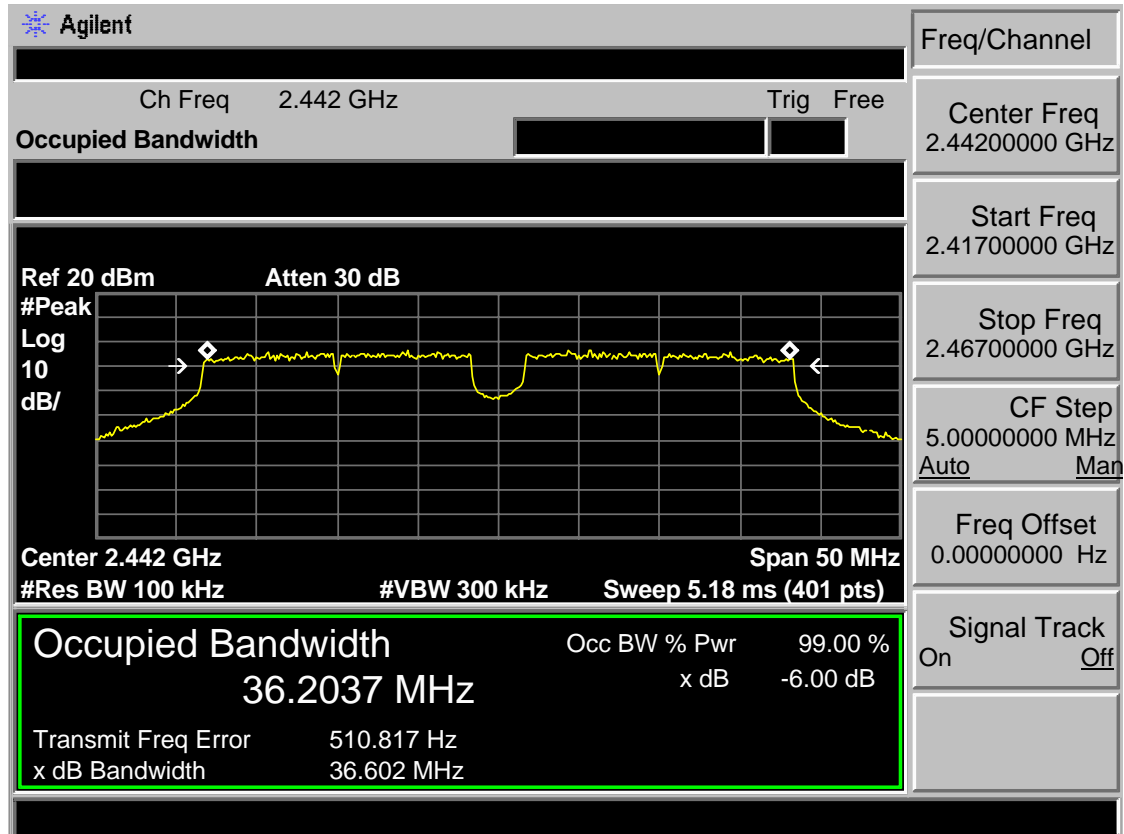 Agilent
Freq/Channel
Ch Freq 2.442 GHz Trig Free
Occupied Bandwidth
Center Freq
2.44200000 GHz
Start Freq
2.41700000 GHz
Stop Freq
2.46700000 GHz
CF Step
5.00000000 MHz
Auto Man
Freq Offset
0.00000000 Hz
Signal Track
On Off
Ref 20 dBm Atten 30 dB
#Peak
Log
10
dB/
Center 2.442 GHz Span 50 MHz
#Res BW 100 kHz #VBW 300 kHz Sweep 5.18 ms (401 pts)
Occupied Bandwidth Occ BW % Pwr 99.00 %
36.2037 MHz x dB -6.00 dB
Transmit Freq Error 510.817 Hz
x dB Bandwidth 36.602 MHz